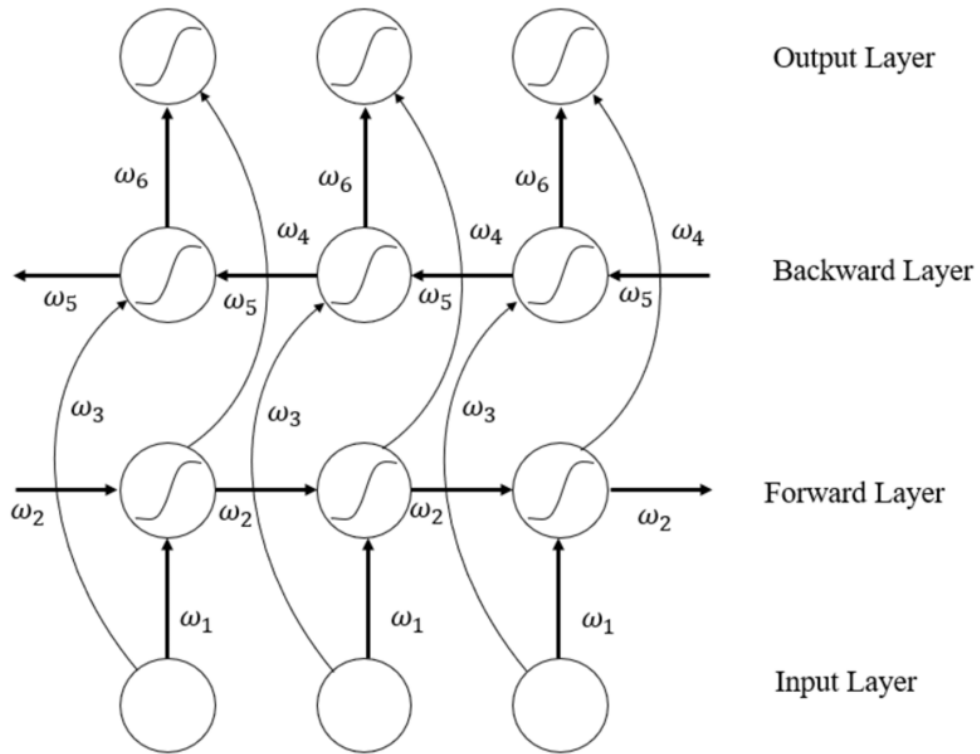 Output Layer
ω₆ ω₆ ω₆
ω₄ ω₄ ω₄
Backward Layer
ω₅ ω₅ ω₅ ω₅
ω₃ ω₃ ω₃
Forward Layer
ω₂ ω₂ ω₂ ω₂
ω₁ ω₁ ω₁
Input Layer